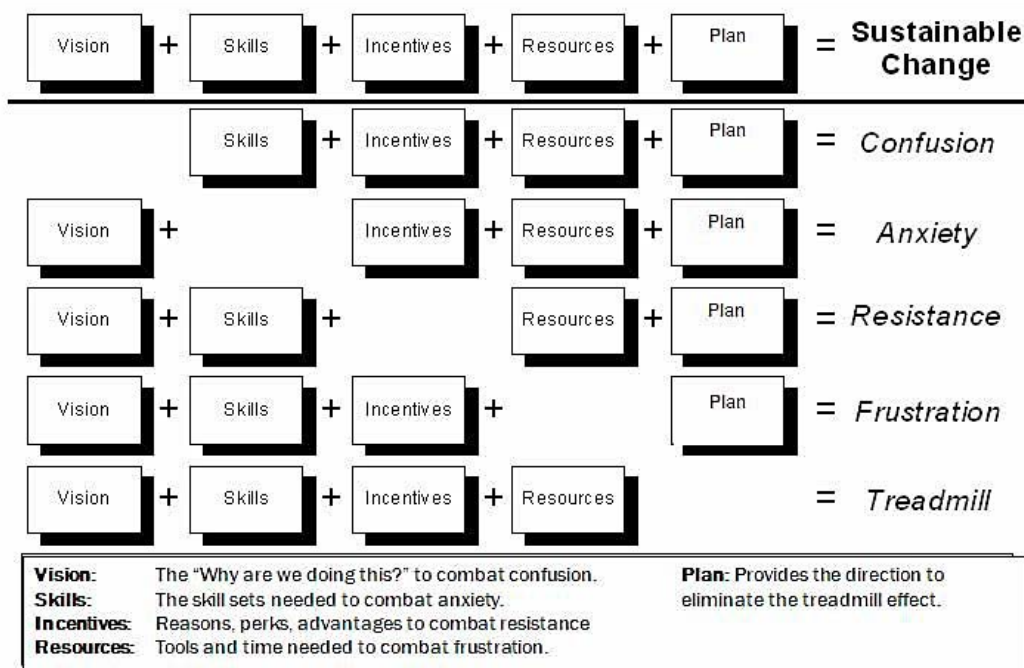 Vision + Skills + Incentives + Resources + Plan = Sustainable Change
Skills + Incentives + Resources + Plan = Confusion
Vision + Incentives + Resources + Plan = Anxiety
Vision + Skills + Resources + Plan = Resistance
Vision + Skills + Incentives + Plan = Frustration
Vision + Skills + Incentives + Resources = Treadmill
Vision: The “Why are we doing this?” to combat confusion.
Skills: The skill sets needed to combat anxiety.
Incentives: Reasons, perks, advantages to combat resistance
Resources: Tools and time needed to combat frustration.
Plan: Provides the direction to
eliminate the treadmill effect.